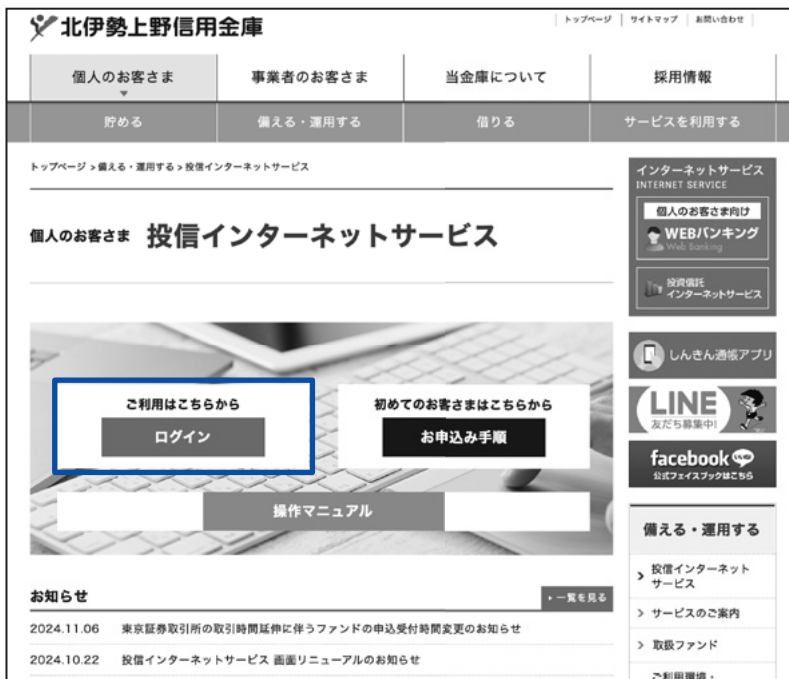 北伊勢上野信用金庫
トップページ | サイトマップ | お問い合わせ
個人のお客さま 事業者のお客さま 当金庫について 採用情報
貯める 備える・運用する 借りる サービスを利用する
トップページ > 備える・運用する > 投信インターネットサービス
個人のお客さま 投信インターネットサービス
ご利用はこちらから
ログイン
初めてのお客さまはこちらから
お申込み手順
操作マニュアル
お知らせ
一覧を見る
2024.11.06 東京証券取引所の取引時間延伸に伴うファンドの申込受付時間変更のお知らせ
2024.10.22 投信インターネットサービス 画面リニューアルのお知らせ
インターネットサービス
INTERNET SERVICE
個人のお客さま向け
WEBバンキング
Web Banking
投資信託
インターネットサービス
しんきん通帳アプリ
LINE
友だち募集中!
facebook
公式フェイスブックはこちら
備える・運用する
投信インターネット
サービス
サービスのご案内
取扱ファンド
ご利用環境・